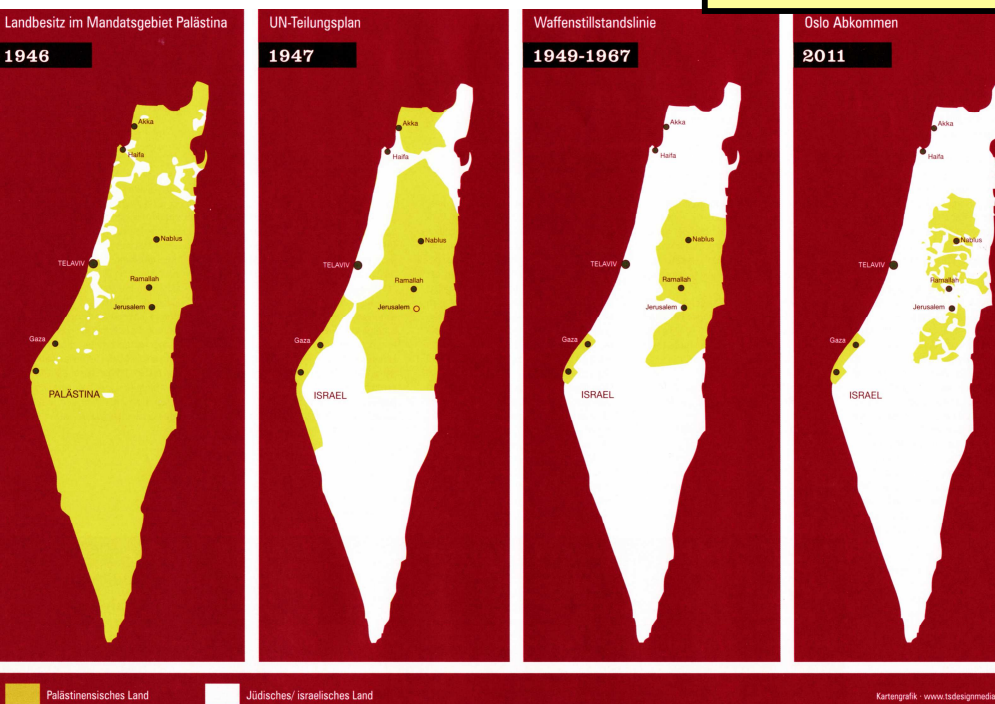 Landbesitz im Mandatsgebiet Palästina
1946
Akka
Haifa
Nablus
TELAVIV
Ramallah
Jerusalem
Gaza
PALÄSTINA
UN-Teilungsplan
1947
Akka
Haifa
Nablus
TELAVIV
Ramallah
Jerusalem
Gaza
ISRAEL
Waffenstillstandslinie
1949-1967
Akka
Haifa
Nablus
TELAVIV
Ramallah
Jerusalem
Gaza
ISRAEL
Oslo Abkommen
2011
Akka
Haifa
Nablus
TELAVIV
Ramallah
Jerusalem
Gaza
ISRAEL
Palästinensisches Land
Jüdisches/ israelisches Land
Kartengrafik · www.tsdesignmedia